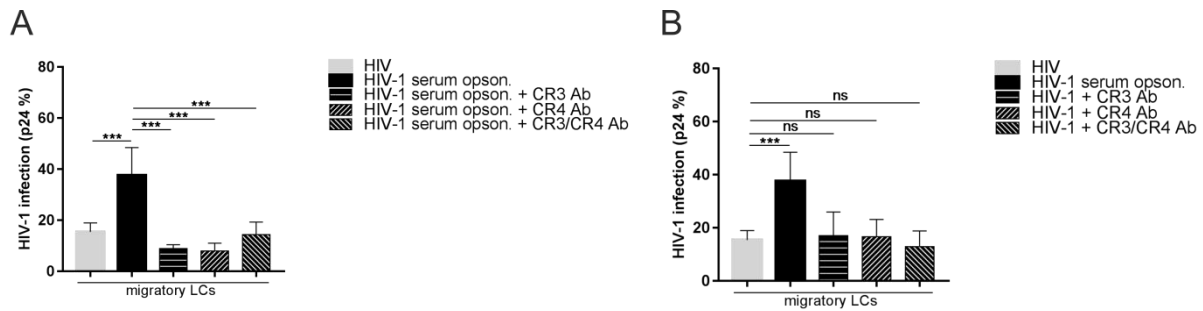 A
HIV-1 infection (p24 %)
80
60
40
20
0
***
***
***
***
migratory LCs
HIV
HIV-1 serum opson.
HIV-1 serum opson. + CR3 Ab
HIV-1 serum opson. + CR4 Ab
HIV-1 serum opson. + CR3/CR4 Ab
B
HIV-1 infection (p24 %)
80
60
40
20
0
ns
ns
ns
***
migratory LCs
HIV
HIV-1 serum opson.
HIV-1 + CR3 Ab
HIV-1 + CR4 Ab
HIV-1 + CR3/CR4 Ab